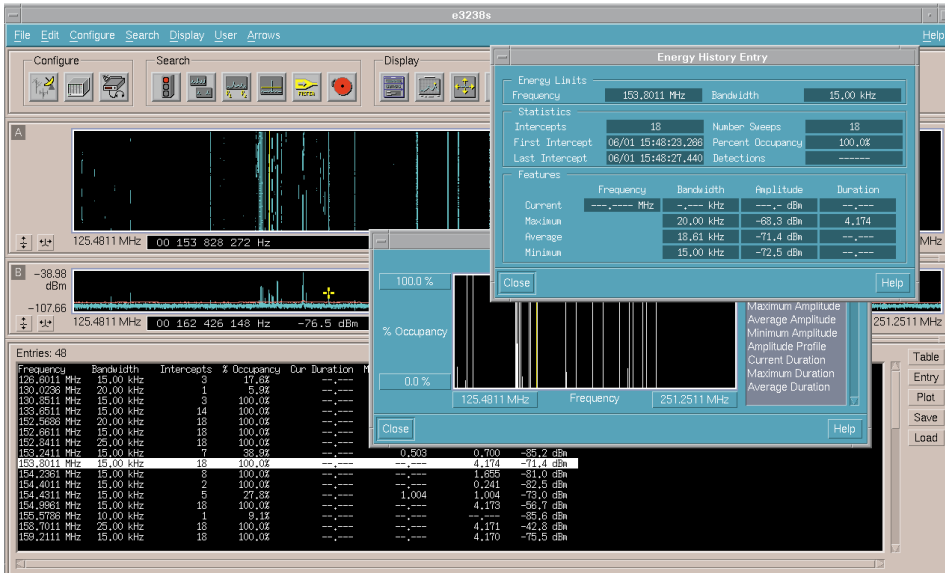 e3238s
File Edit Configure Search Display User Arrows Help
Configure Search Display
A
125.4811 MHz 00 153 828 272 Hz MHz
B -38.98
dBm
-107.66
125.4811 MHz 00 162 426 148 Hz -76.5 dBm 251.2511 MHz
Energy History Entry
Energy Limits
Frequency 153.8011 MHz Bandwidth 15.00 kHz
Statistics
Intercepts 18 Number Sweeps 18
First Intercept 06/01 15:48:23.266 Percent Occupancy 100.0%
Last Intercept 06/01 15:48:27.440 Detections ------
Features
Frequency Bandwidth Amplitude Duration
Current ---.---- MHz -.--- kHz ---.- dBm --.---
Maximum 20.00 kHz -68.3 dBm 4.174
Average 18.61 kHz -71.4 dBm --.---
Minimum 15.00 kHz -72.5 dBm --.---
Close Help
100.0 %
% Occupancy
0.0 %
125.4811 MHz Frequency 251.2511 MHz
Maximum Amplitude
Average Amplitude
Minimum Amplitude
Amplitude Profile
Current Duration
Maximum Duration
Average Duration
Close Help
Entries: 48
Frequency Bandwidth Intercepts % Occupancy Cur Duration M
126.6011 MHz 15.00 kHz 3 17.6%
130.0236 MHz 20.00 kHz 1 5.9% --.---
130.8511 MHz 15.00 kHz 3 100.0% --.---
133.6511 MHz 15.00 kHz 14 100.0% --.---
152.5686 MHz 20.00 kHz 18 100.0% --.---
152.6611 MHz 15.00 kHz 18 100.0% --.---
152.8411 MHz 25.00 kHz 18 100.0% --.---
153.2411 MHz 15.00 kHz 7 38.9% --.--- 0.503 0.700 -85.2 dBm
153.8011 MHz 15.00 kHz 18 100.0% --.--- --.--- 4.174 -71.4 dBm
154.2361 MHz 15.00 kHz 8 100.0% --.--- --.--- 1.655 -81.0 dBm
154.4011 MHz 15.00 kHz 2 100.0% --.--- --.--- 0.241 -82.5 dBm
154.4311 MHz 15.00 kHz 5 27.8% --.--- 1.004 1.004 -73.0 dBm
154.9961 MHz 15.00 kHz 18 100.0% --.--- --.--- 4.173 -56.7 dBm
155.5786 MHz 10.00 kHz 1 9.1% --.--- --.--- --.--- -85.6 dBm
158.7011 MHz 25.00 kHz 18 100.0% --.--- --.--- 4.171 -42.8 dBm
159.2111 MHz 15.00 kHz 18 100.0% --.--- --.--- 4.170 -75.5 dBm
Table
Entry
Plot
Save
Load